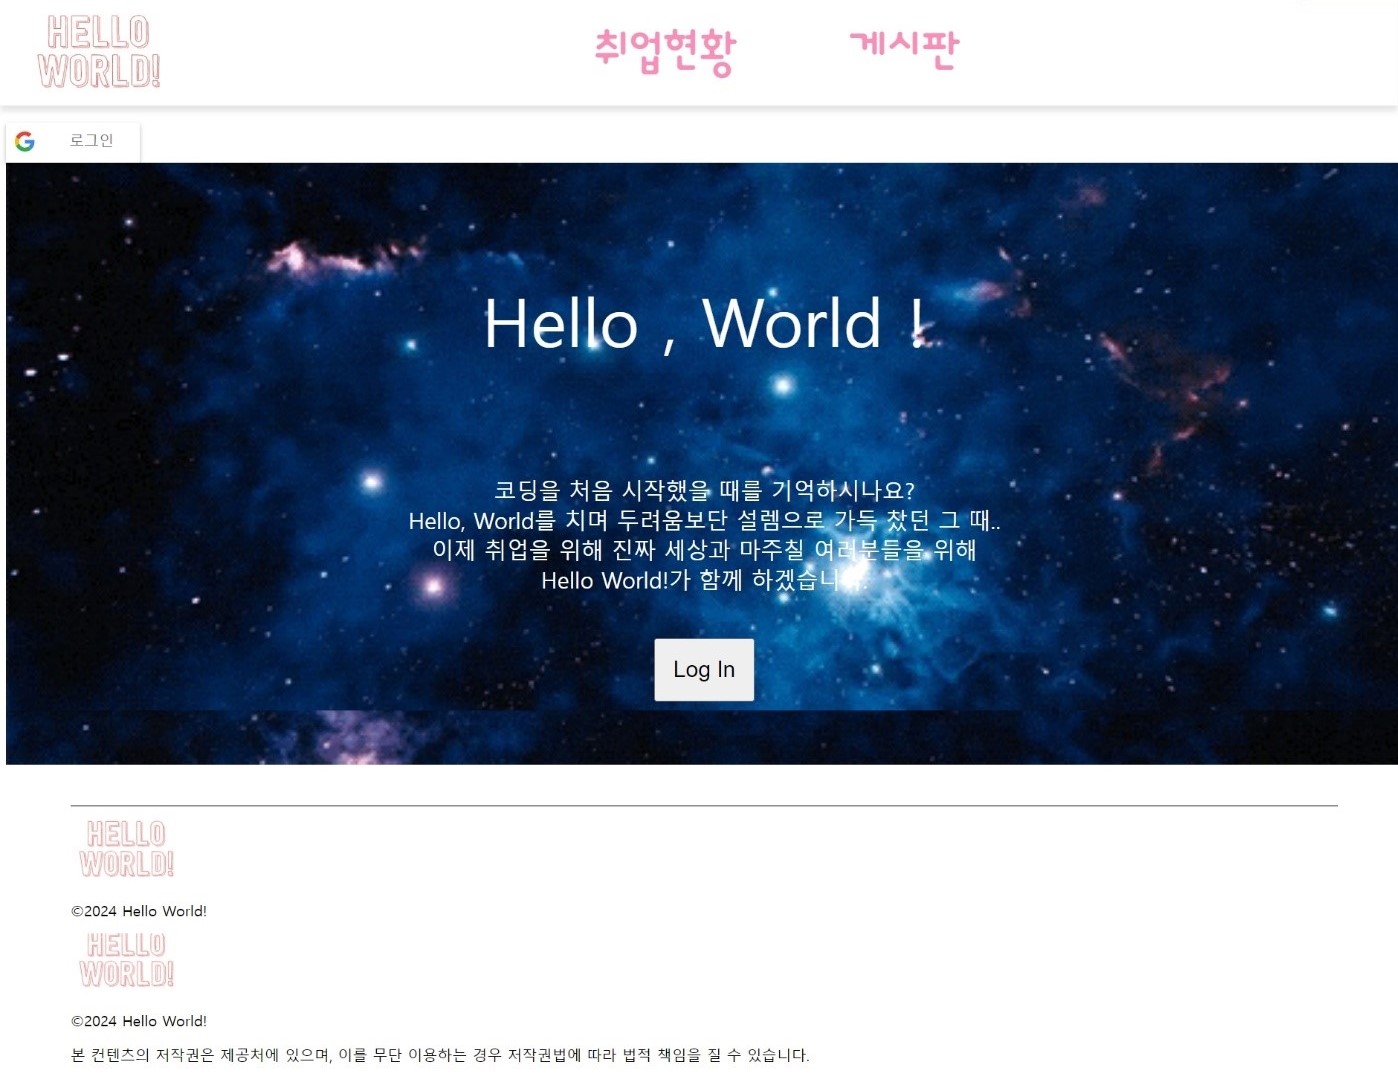 HELLO
WORLD!
취업현황
게시판
로그인
Hello , World !
코딩을 처음 시작했을 때를 기억하시나요?
Hello, World를 치며 두려움보단 설렘으로 가득 찼던 그 때..
이제 취업을 위해 진짜 세상과 마주칠 여러분들을 위해
Hello World!가 함께 하겠습니다.
Log In
HELLO
WORLD!
©2024 Hello World!
HELLO
WORLD!
©2024 Hello World!
본 컨텐츠의 저작권은 제공처에 있으며, 이를 무단 이용하는 경우 저작권법에 따라 법적 책임을 질 수 있습니다.